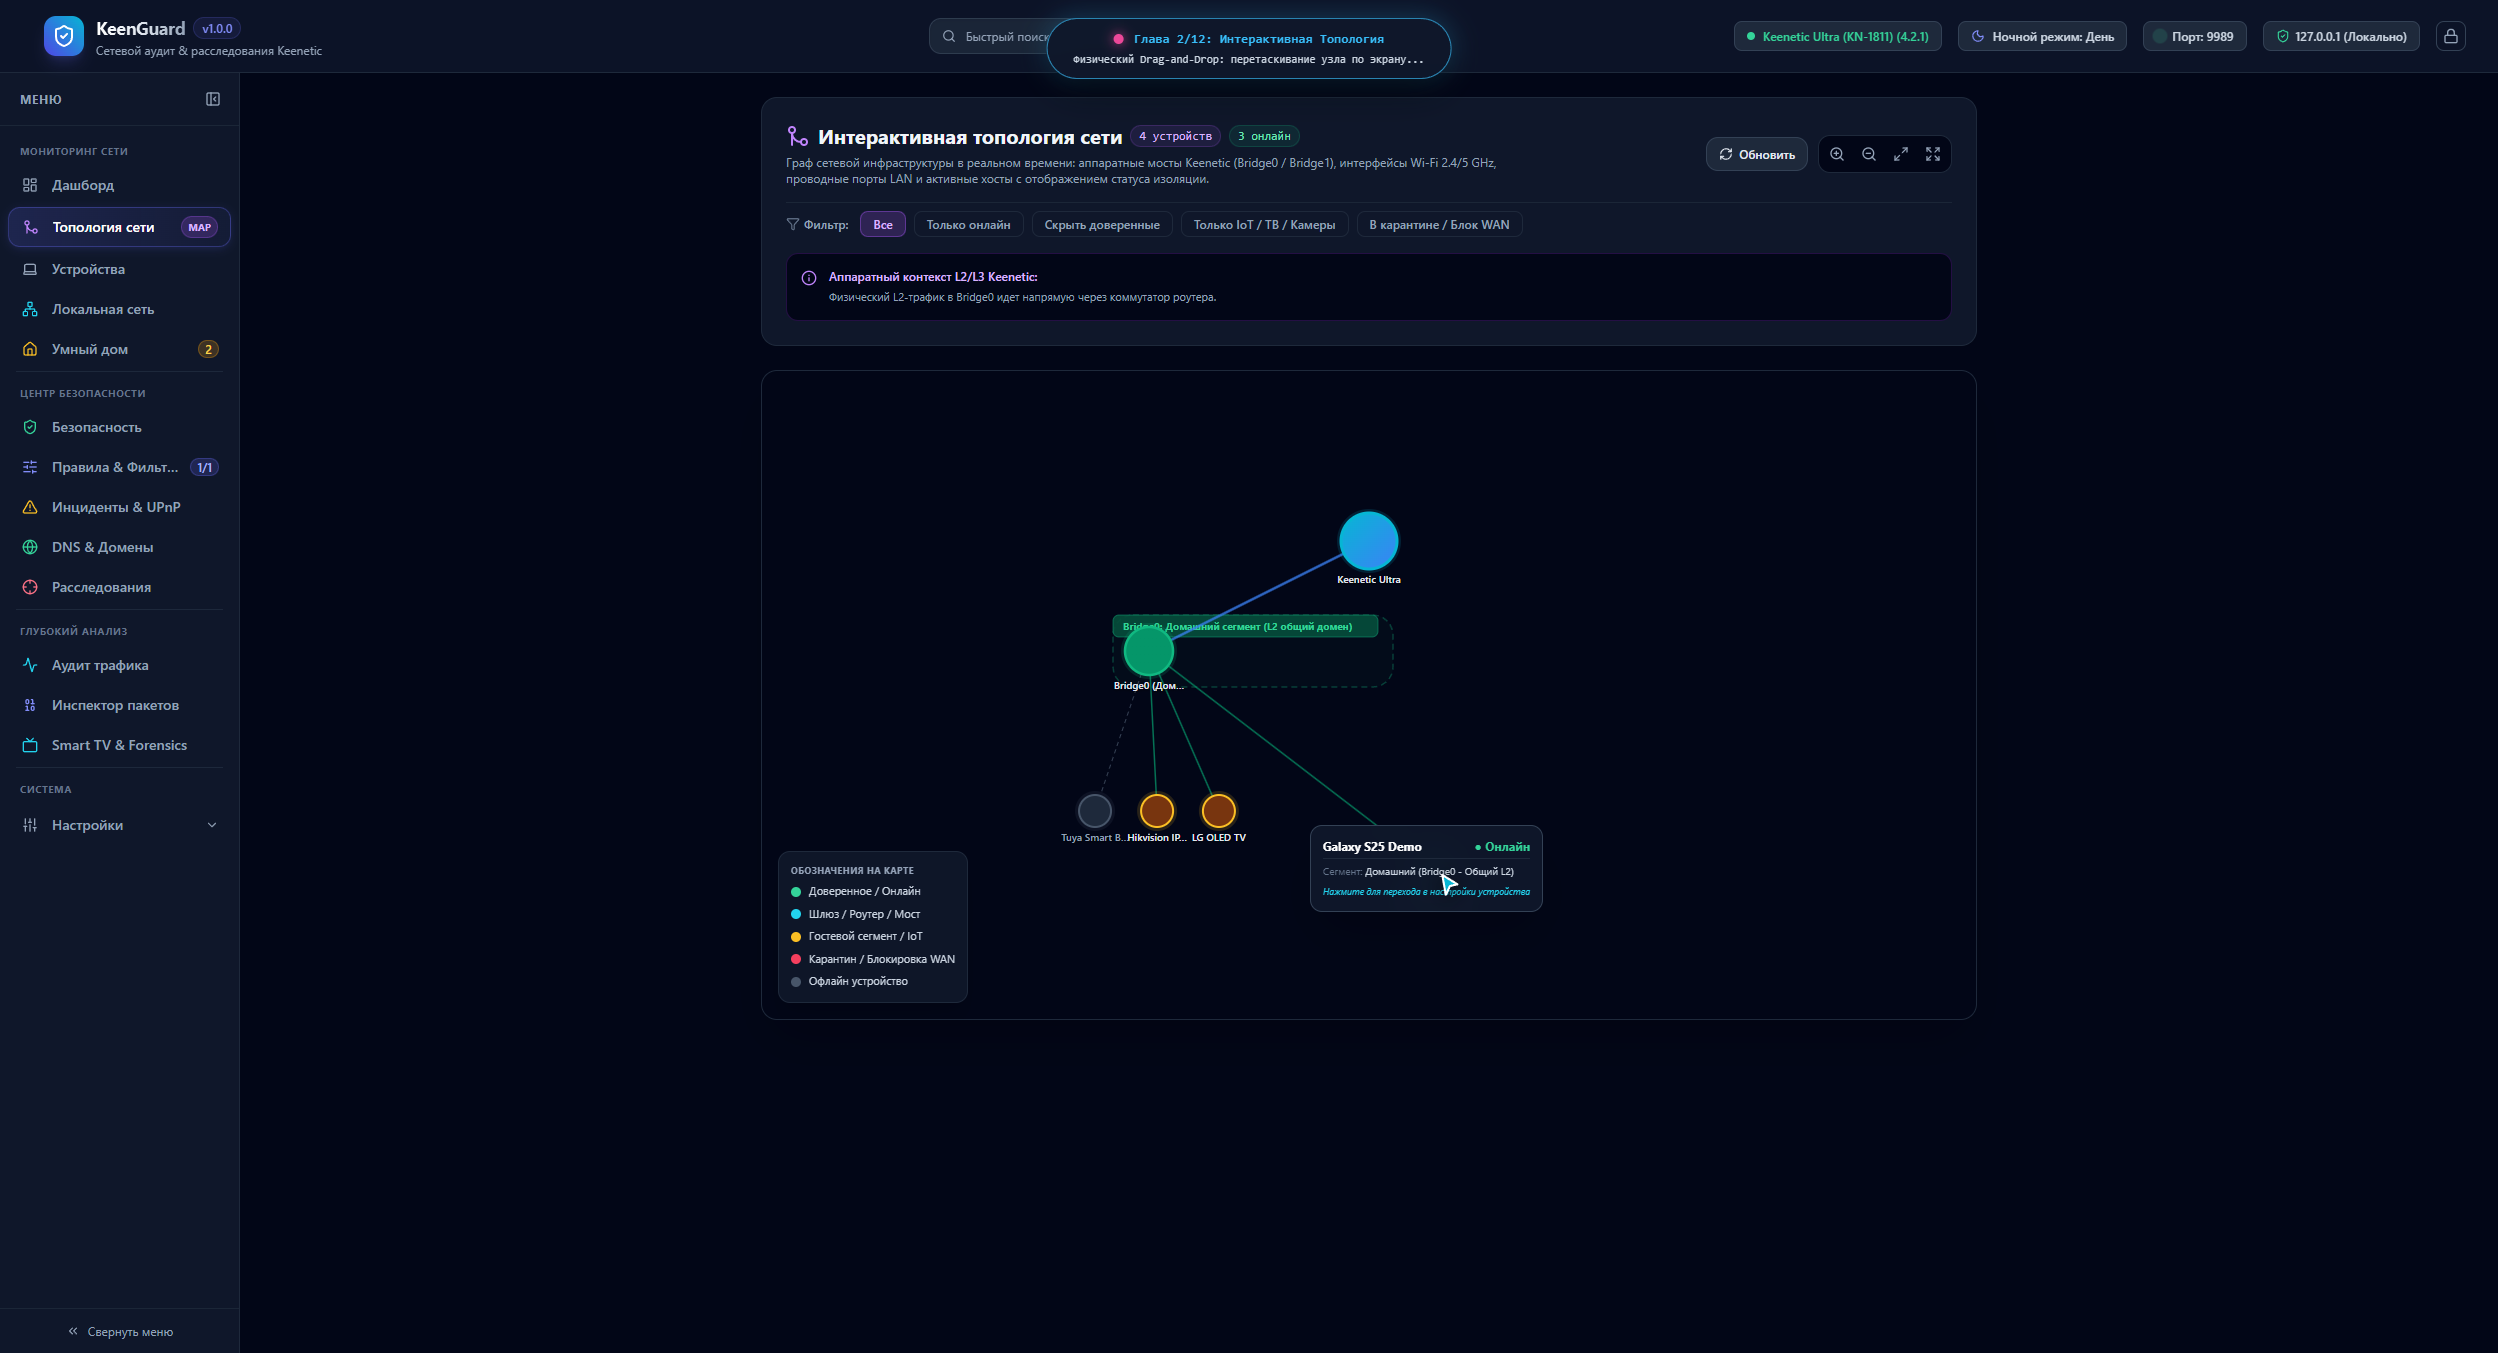 KeenGuard v1.0.0
Сетевой аудит & расследования Keenetic
Быстрый поиск
Глава 2/12: Интерактивная Топология
Физический Drag-and-Drop: перетаскивание узла по экрану...
Keenetic Ultra (KN-1811) (4.2.1)
Ночной режим: День
Порт: 9989
127.0.0.1 (Локально)
МЕНЮ
МОНИТОРИНГ СЕТИ
Дашборд
Топология сети MAP
Устройства
Локальная сеть
Умный дом 2
ЦЕНТР БЕЗОПАСНОСТИ
Безопасность
Правила & Фильт... 1/1
Инциденты & UPnP
DNS & Домены
Расследования
ГЛУБОКИЙ АНАЛИЗ
Аудит трафика
Инспектор пакетов
Smart TV & Forensics
СИСТЕМА
Настройки
Свернуть меню
Интерактивная топология сети 4 устройств 3 онлайн
Граф сетевой инфраструктуры в реальном времени: аппаратные мосты Keenetic (Bridge0 / Bridge1), интерфейсы Wi-Fi 2.4/5 GHz,
проводные порты LAN и активные хосты с отображением статуса изоляции.
Обновить
Фильтр: Все Только онлайн Скрыть доверенные Только IoT / ТВ / Камеры В карантине / Блок WAN
Аппаратный контекст L2/L3 Keenetic:
Физический L2-трафик в Bridge0 идет напрямую через коммутатор роутера.
Keenetic Ultra
Bridge0: Домашний сегмент (L2 общий домен)
Bridge0 (Дом...
Tuya Smart B...
Hikvision IP...
LG OLED TV
Galaxy S25 Demo Онлайн
Сегмент: Домашний (Bridge0 - Общий L2)
Нажмите для перехода в настройки устройства
ОБОЗНАЧЕНИЯ НА КАРТЕ
Доверенное / Онлайн
Шлюз / Роутер / Мост
Гостевой сегмент / IoT
Карантин / Блокировка WAN
Офлайн устройство